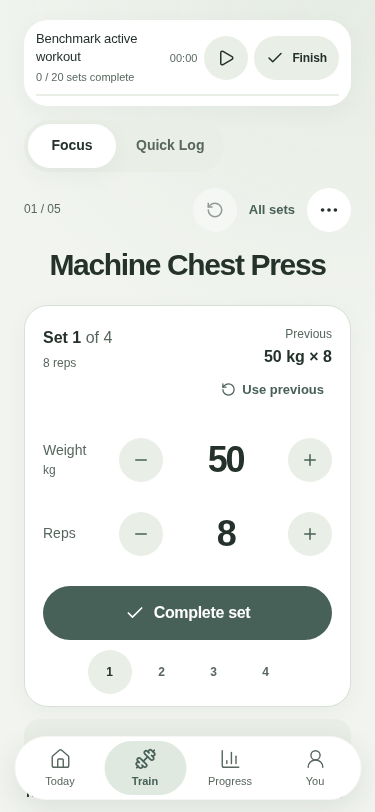 Benchmark active
workout
00:00
Finish
0 / 20 sets complete
Focus
Quick Log
01 / 05
All sets
Machine Chest Press
Set 1 of 4
Previous
8 reps
50 kg × 8
Use previous
Weight
kg
50
Reps
8
Complete set
1 2 3 4
Today
Train
Progress
You